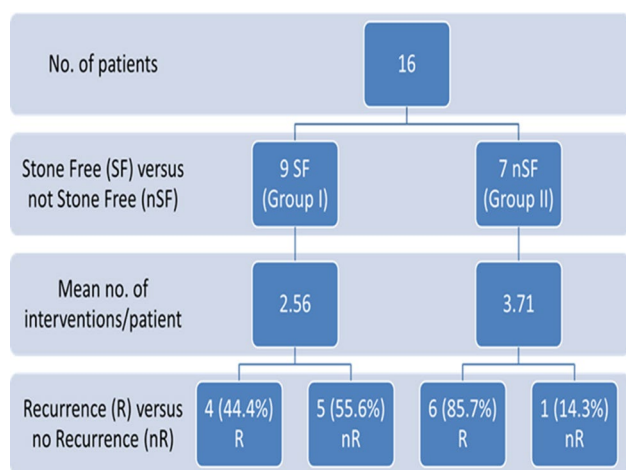 No. of patients
16
Stone Free (SF) versus
not Stone Free (nSF)
9 SF
(Group I)
7 nSF
(Group II)
Mean no. of
interventions/patient
2.56
3.71
Recurrence (R) versus
no Recurrence (nR)
4 (44.4%)
R
5 (55.6%)
nR
6 (85.7%)
R
1 (14.3%)
nR